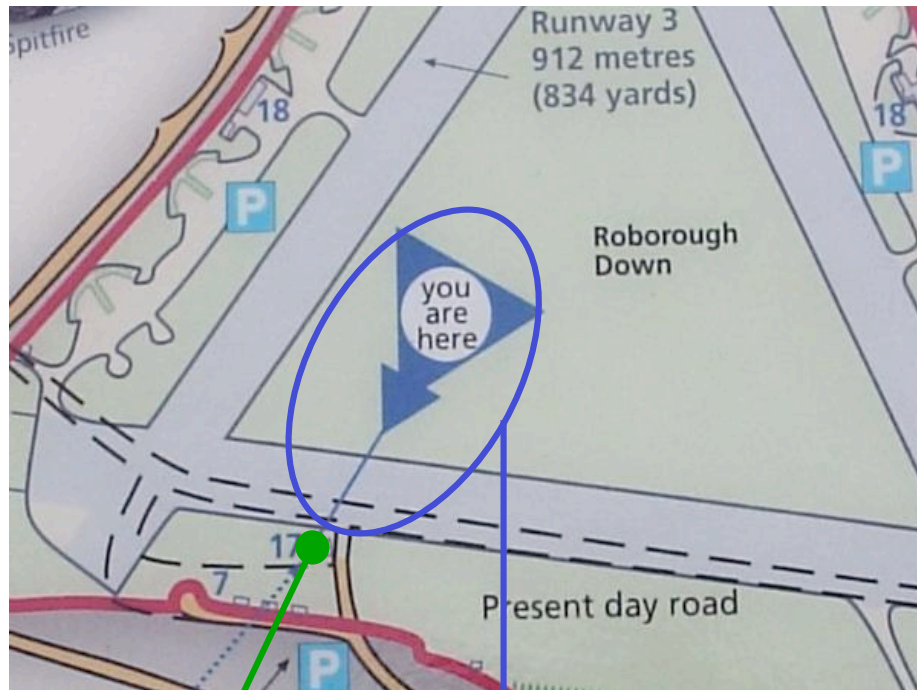 Spitfire
Runway 3
912 metres
(834 yards)
18
18
P
P
Roborough
Down
you
are
here
17
7
Present day road
P